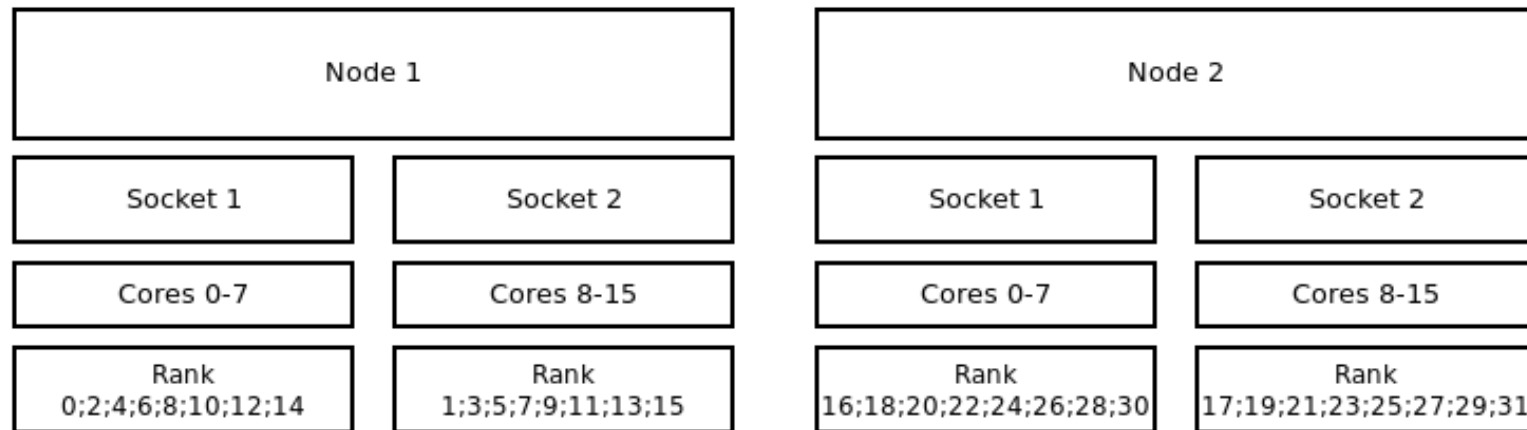 Node 1
Node 2
Socket 1
Socket 2
Socket 1
Socket 2
Cores 0-7
Cores 8-15
Cores 0-7
Cores 8-15
Rank
0;2;4;6;8;10;12;14
Rank
1;3;5;7;9;11;13;15
Rank
16;18;20;22;24;26;28;30
Rank
17;19;21;23;25;27;29;31